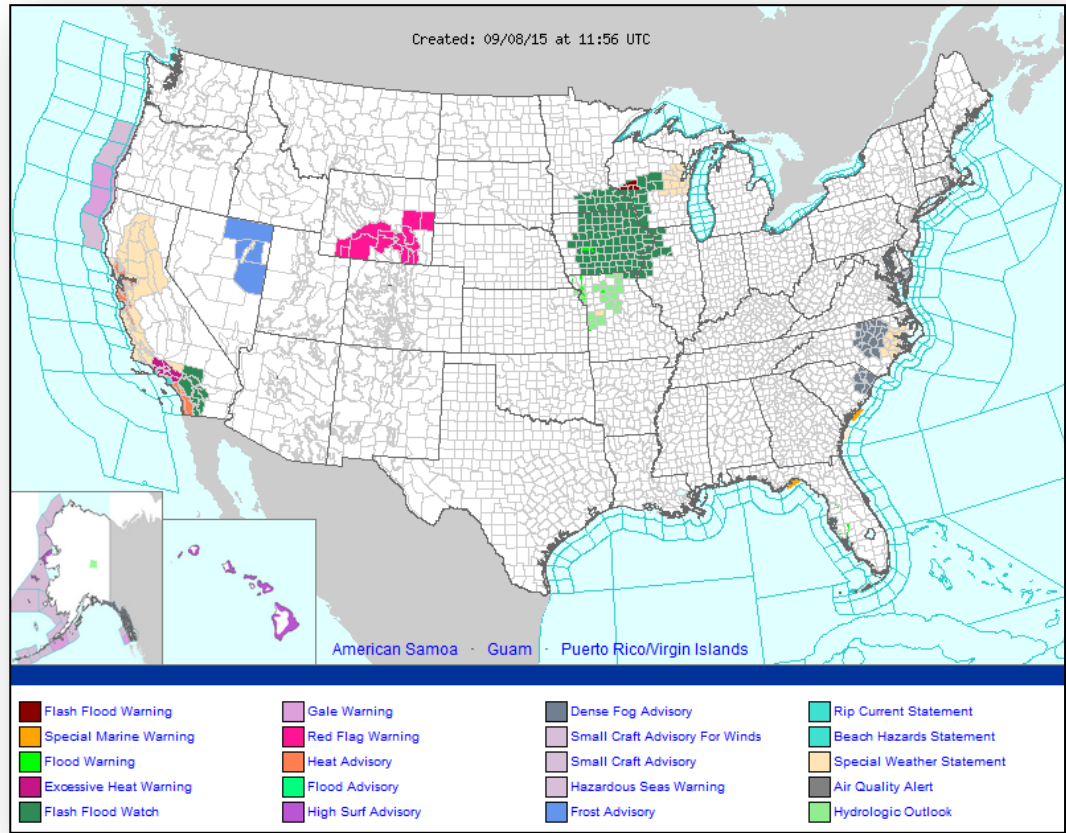 Created: 09/08/15 at 11:56 UTC
American Samoa · Guam · Puerto Rico/Virgin Islands
Flash Flood Warning
Special Marine Warning
Flood Warning
Excessive Heat Warning
Flash Flood Watch
Gale Warning
Red Flag Warning
Heat Advisory
Flood Advisory
High Surf Advisory
Dense Fog Advisory
Small Craft Advisory For Winds
Small Craft Advisory
Hazardous Seas Warning
Frost Advisory
Rip Current Statement
Beach Hazards Statement
Special Weather Statement
Air Quality Alert
Hydrologic Outlook